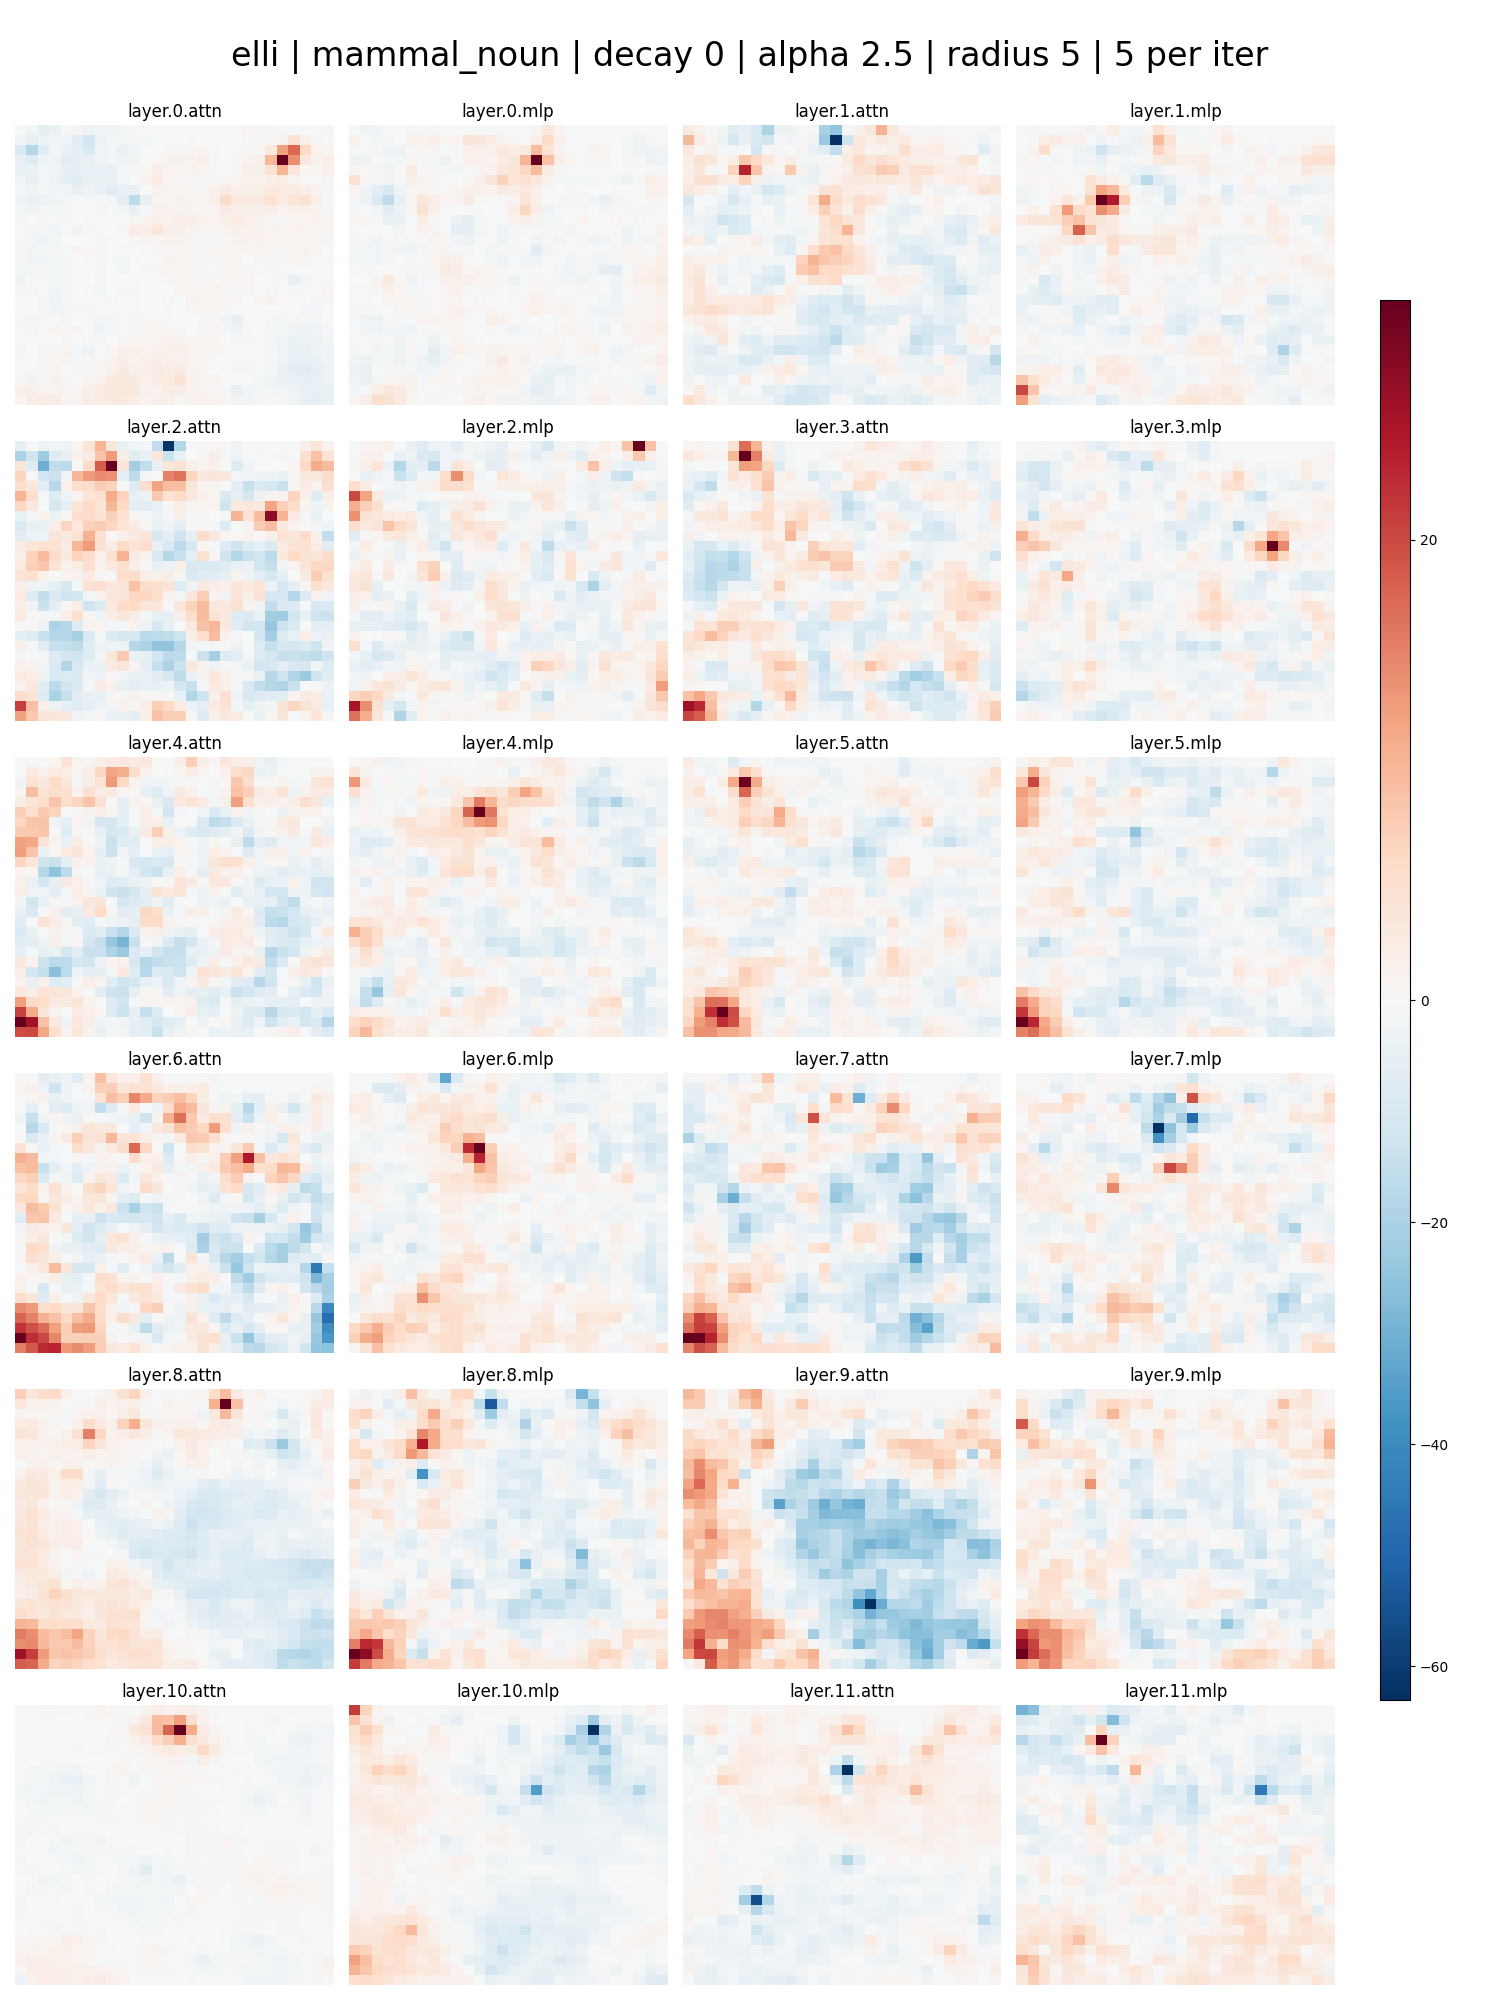 elli | mammal_noun | decay 0 | alpha 2.5 | radius 5 | 5 per iter
layer.0.attn
layer.0.mlp
layer.1.attn
layer.1.mlp
layer.2.attn
layer.2.mlp
layer.3.attn
layer.3.mlp
layer.4.attn
layer.4.mlp
layer.5.attn
layer.5.mlp
layer.6.attn
layer.6.mlp
layer.7.attn
layer.7.mlp
layer.8.attn
layer.8.mlp
layer.9.attn
layer.9.mlp
layer.10.attn
layer.10.mlp
layer.11.attn
layer.11.mlp
20
0
−20
−40
−60